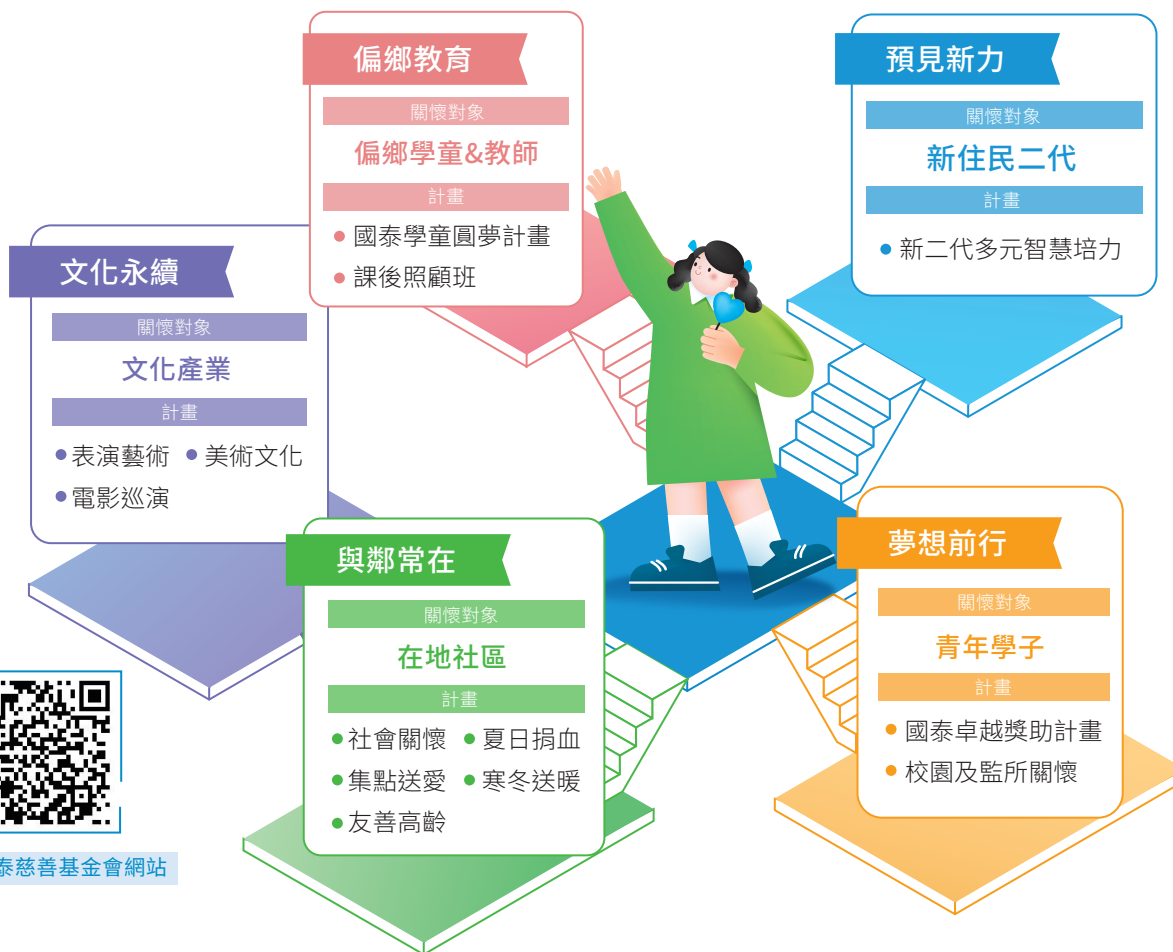 偏鄉教育
關懷對象
偏鄉學童&教師
計畫
國泰學童圓夢計畫
課後照顧班
預見新力
關懷對象
新住民二代
計畫
新二代多元智慧培力
文化永續
關懷對象
文化產業
計畫
表演藝術 美術文化
電影巡演
與鄰常在
關懷對象
在地社區
計畫
社會關懷 夏日捐血
集點送愛 寒冬送暖
友善高齡
夢想前行
關懷對象
青年學子
計畫
國泰卓越獎助計畫
校園及監所關懷
泰慈善基金會網站